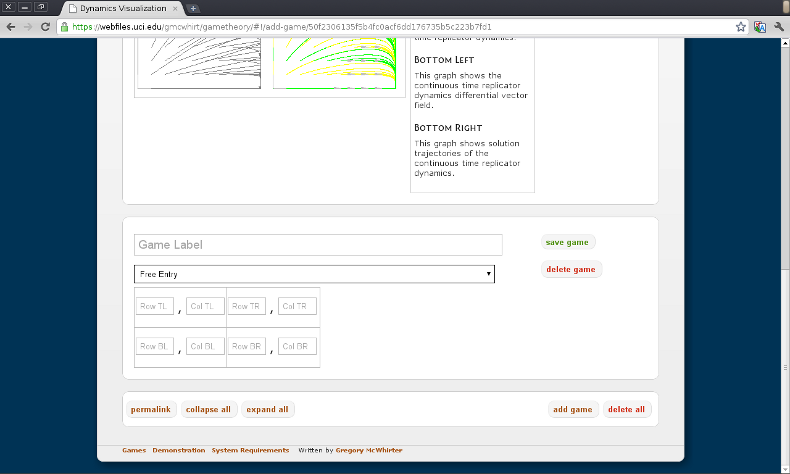 Dynamics Visualization
https://webfiles.uci.edu/gmcwhirt/gametheory/#!/add-game/50f2306135f5b4fc0acf6dd176735b5c223b7fd1
time replicator dynamics.
Bottom Left
This graph shows the
continuous time replicator
dynamics differential vector
field.
Bottom Right
This graph shows solution
trajectories of the
continuous time replicator
dynamics.
Game Label
save game
Free Entry
delete game
Row TL , Col TL Row TR , Col TR
Row BL , Col BL Row BR , Col BR
permalink collapse all expand all add game delete all
Games Demonstration System Requirements Written by Gregory McWhirter